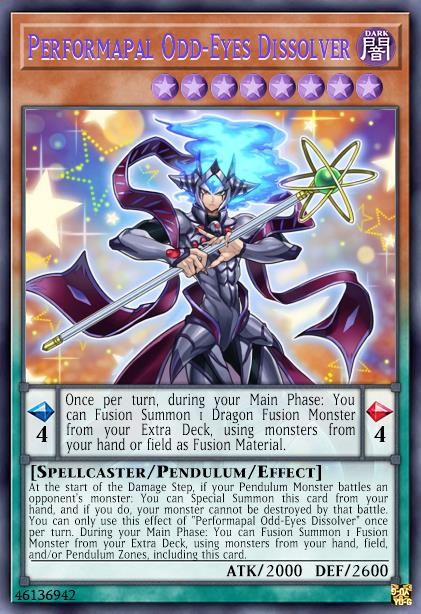 Performapal Odd-Eyes Dissolver
DARK
闇
Once per turn, during your Main Phase: You
can Fusion Summon 1 Dragon Fusion Monster
from your Extra Deck, using monsters from
your hand or field as Fusion Material.
4
4
[Spellcaster/Pendulum/Effect]
At the start of the Damage Step, if your Pendulum Monster battles an
opponent's monster: You can Special Summon this card from your
hand, and if you do, your monster cannot be destroyed by that battle.
You can only use this effect of "Performapal Odd-Eyes Dissolver" once
per turn. During your Main Phase: You can Fusion Summon 1 Fusion
Monster from your Extra Deck, using monsters from your hand, field,
and/or Pendulum Zones, including this card.
ATK/2000 DEF/2600
46136942